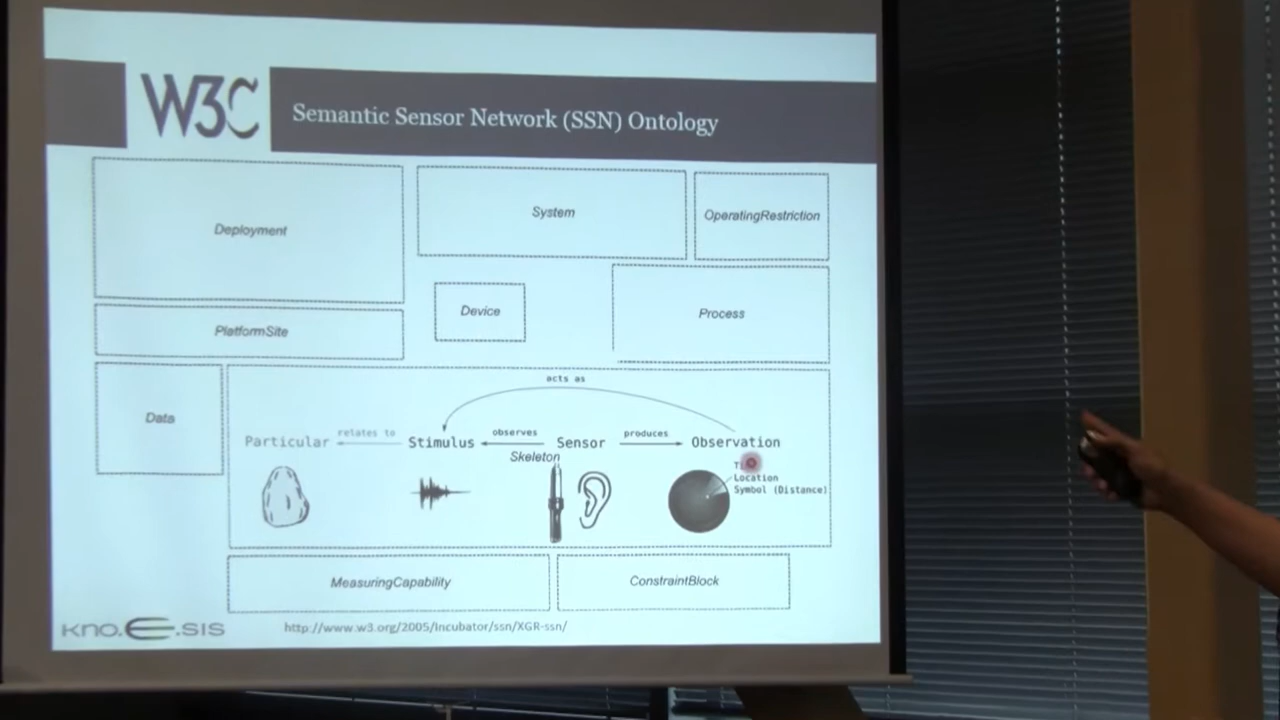 W3C
Semantic Sensor Network (SSN) Ontology
Deployment
System
OperatingRestriction
Device
Process
PlatformSite
Data
acts as
Particular
relates to
Stimulus
observes
Sensor
produces
Observation
Skeleton
Location
Symbol (Distance)
MeasuringCapability
ConstraintBlock
kno.e.sis
http://www.w3.org/2005/Incubator/ssn/XGR-ssn/